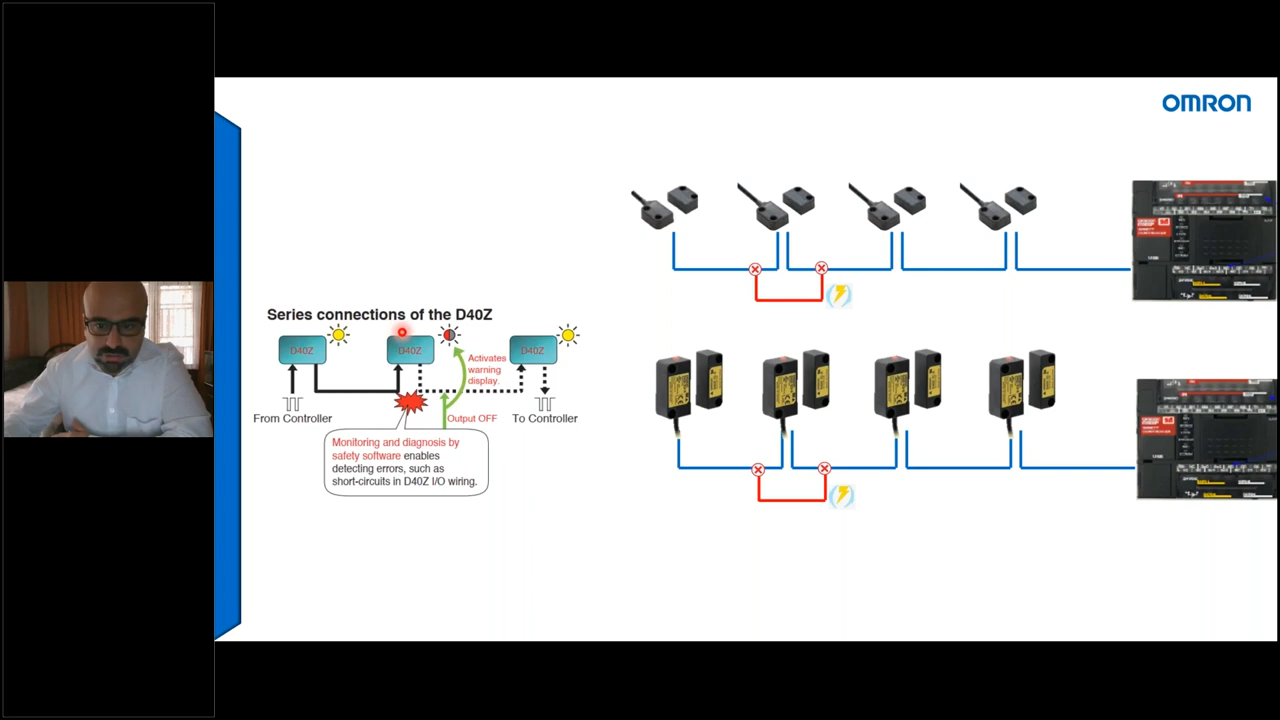 OMRON
Series connections of the D40Z
D40Z
D40Z
D40Z
Activates
warning
display.
From Controller
Output OFF
To Controller
Monitoring and diagnosis by
safety software enables
detecting errors, such as
short-circuits in D40Z I/O wiring.